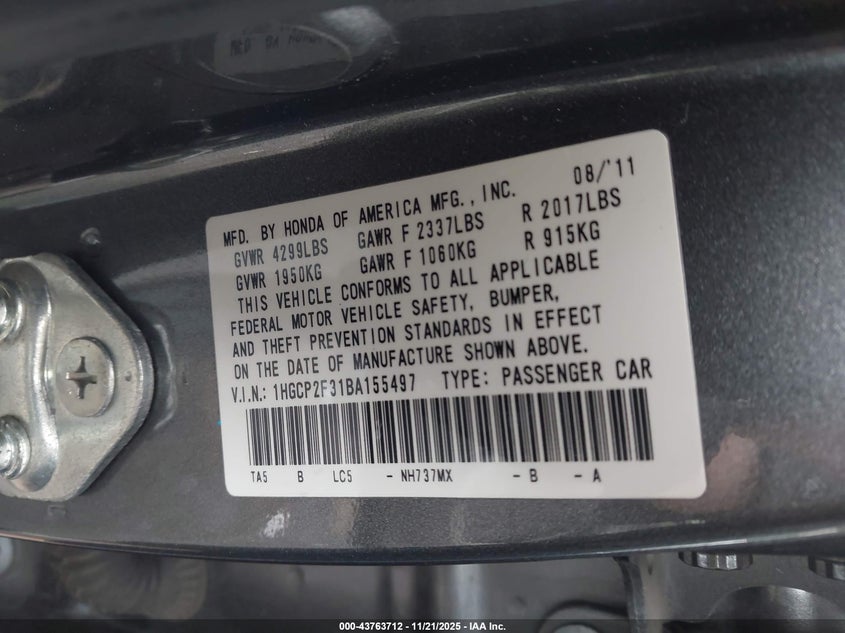 MFD. BY HONDA OF AMERICA MFG., INC. 08/'11
GVWR 4299LBS GAWR F 2337LBS R 2017LBS
GVWR 1950KG GAWR F 1060KG R 915KG
THIS VEHICLE CONFORMS TO ALL APPLICABLE
FEDERAL MOTOR VEHICLE SAFETY, BUMPER,
AND THEFT PREVENTION STANDARDS IN EFFECT
ON THE DATE OF MANUFACTURE SHOWN ABOVE.
V.I.N.: 1HGCP2F31BA155497 TYPE: PASSENGER CAR
TA5 B LC5 - NH737MX - B - A
000-43763712 - 11/21/2025 - IAA Inc.